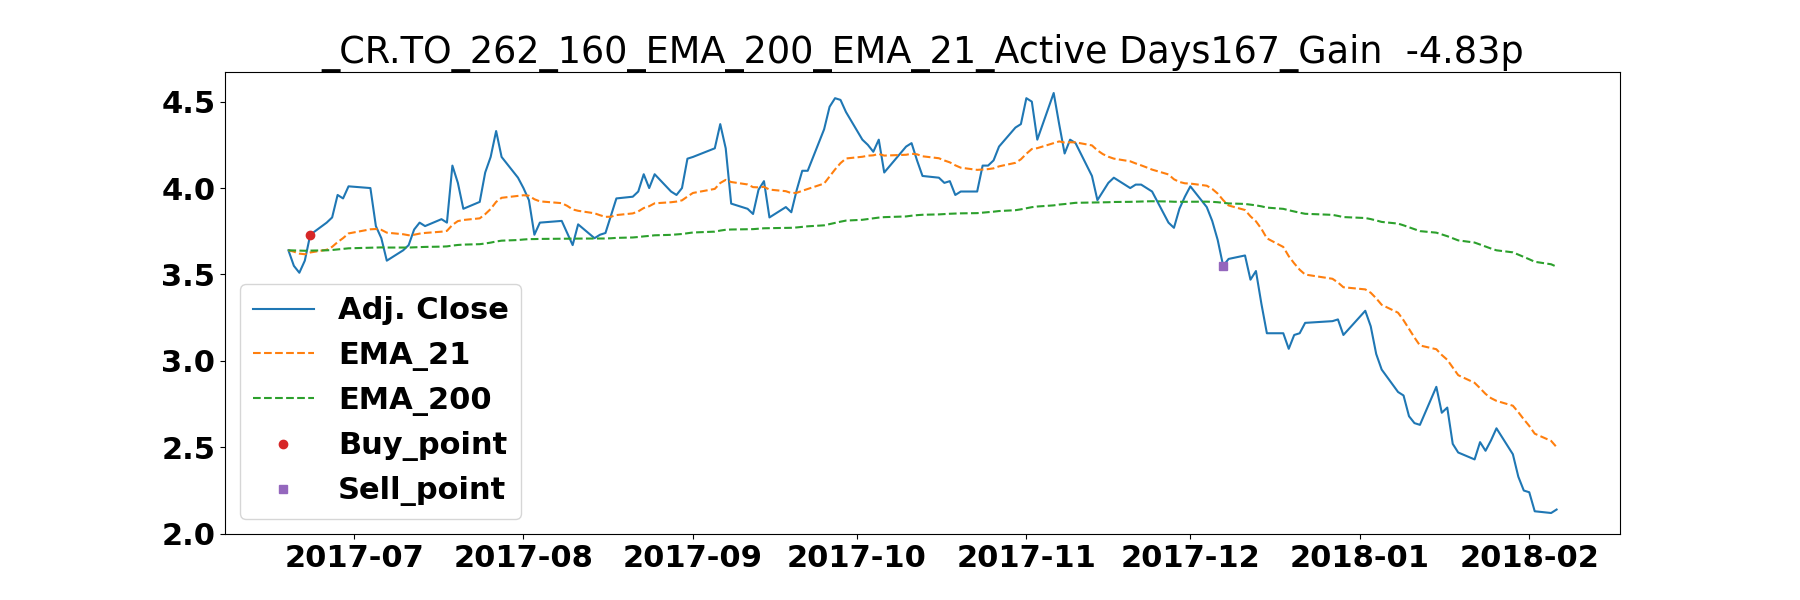 _CR.TO_262_160_EMA_200_EMA_21_Active Days167_Gain  -4.83p
4.5
4.0
3.5
3.0
2.5
2.0
Adj. Close
EMA_21
EMA_200
Buy_point
Sell_point
2017-07 2017-08 2017-09 2017-10 2017-11 2017-12 2018-01 2018-02